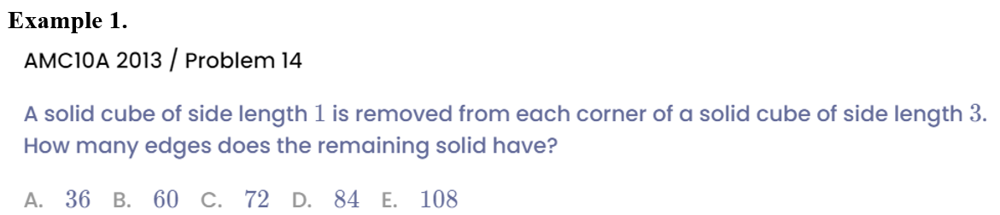 Example 1.
AMC10A 2013 / Problem 14
A solid cube of side length 1 is removed from each corner of a solid cube of side length 3.
How many edges does the remaining solid have?
A. 36 B. 60 C. 72 D. 84 E. 108